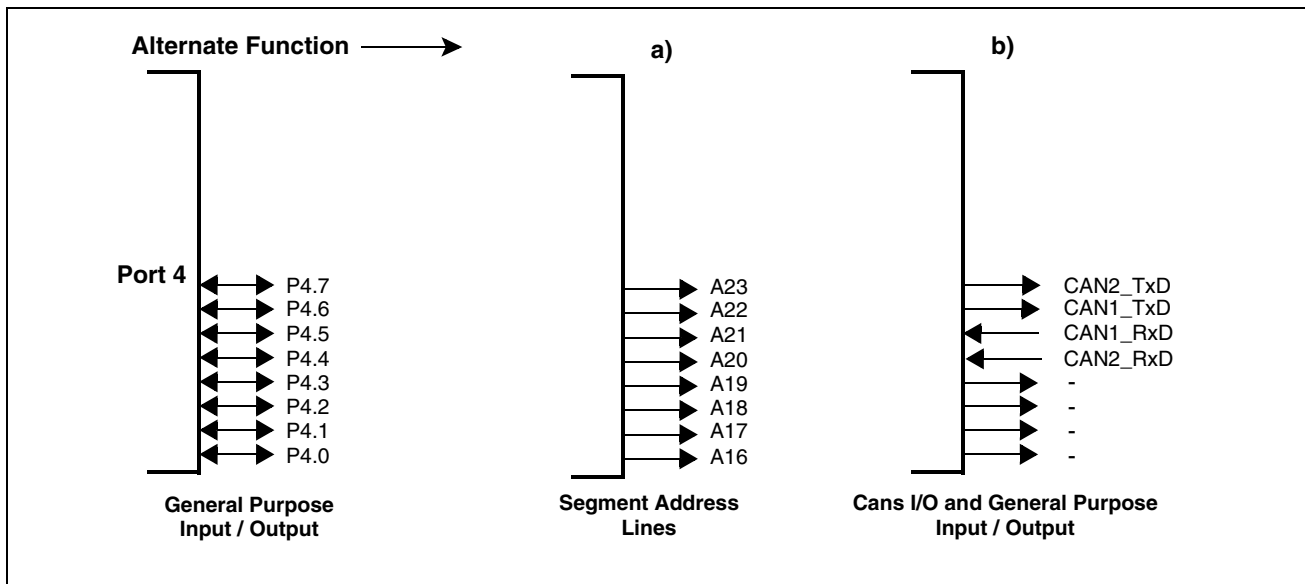 Alternate Function
a)
b)
Port 4
P4.7
P4.6
P4.5
P4.4
P4.3
P4.2
P4.1
P4.0
General Purpose
Input / Output
A23
A22
A21
A20
A19
A18
A17
A16
Segment Address
Lines
CAN2_TxD
CAN1_TxD
CAN1_RxD
CAN2_RxD
-
-
-
-
Cans I/O and General Purpose
Input / Output